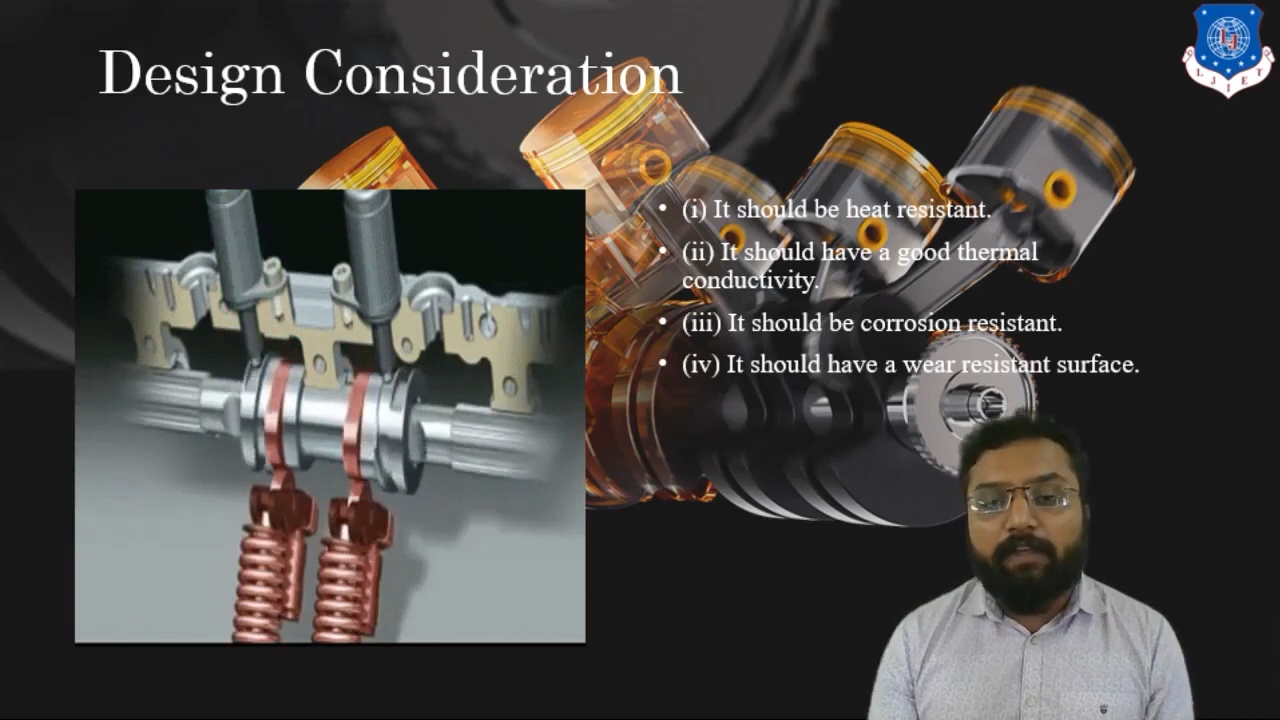 Design Consideration
• (i) It should be heat resistant.
• (ii) It should have a good thermal
conductivity.
• (iii) It should be corrosion resistant.
• (iv) It should have a wear resistant surface.
LJ
L J I E T